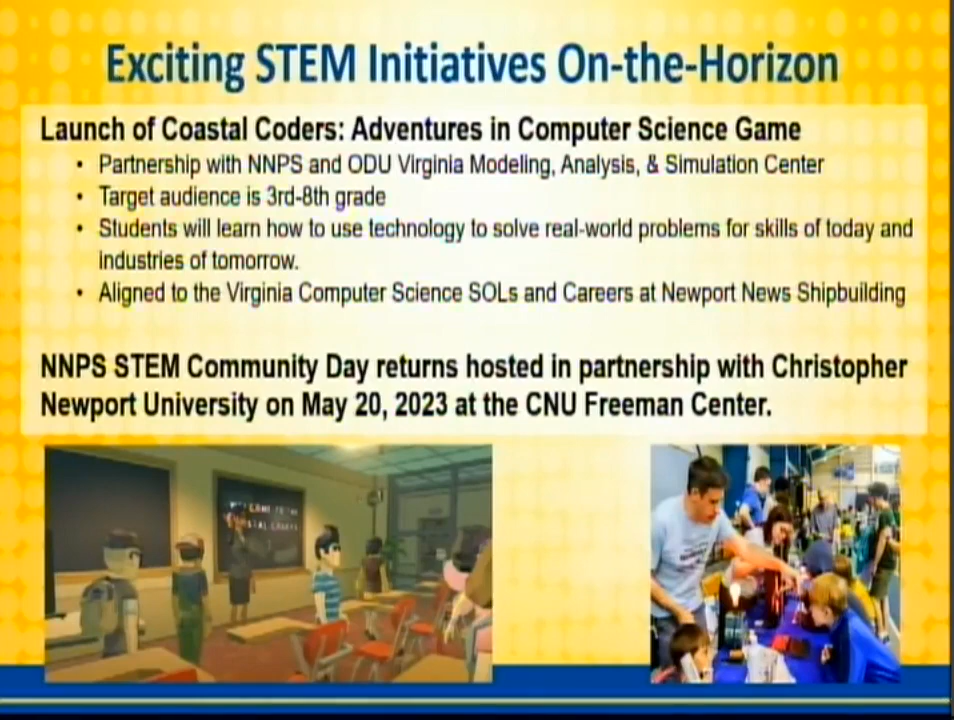 Exciting STEM Initiatives On-the-Horizon
Launch of Coastal Coders: Adventures in Computer Science Game
• Partnership with NNPS and ODU Virginia Modeling, Analysis, & Simulation Center
• Target audience is 3rd-8th grade
• Students will learn how to use technology to solve real-world problems for skills of today and
industries of tomorrow.
• Aligned to the Virginia Computer Science SOLs and Careers at Newport News Shipbuilding
NNPS STEM Community Day returns hosted in partnership with Christopher
Newport University on May 20, 2023 at the CNU Freeman Center.